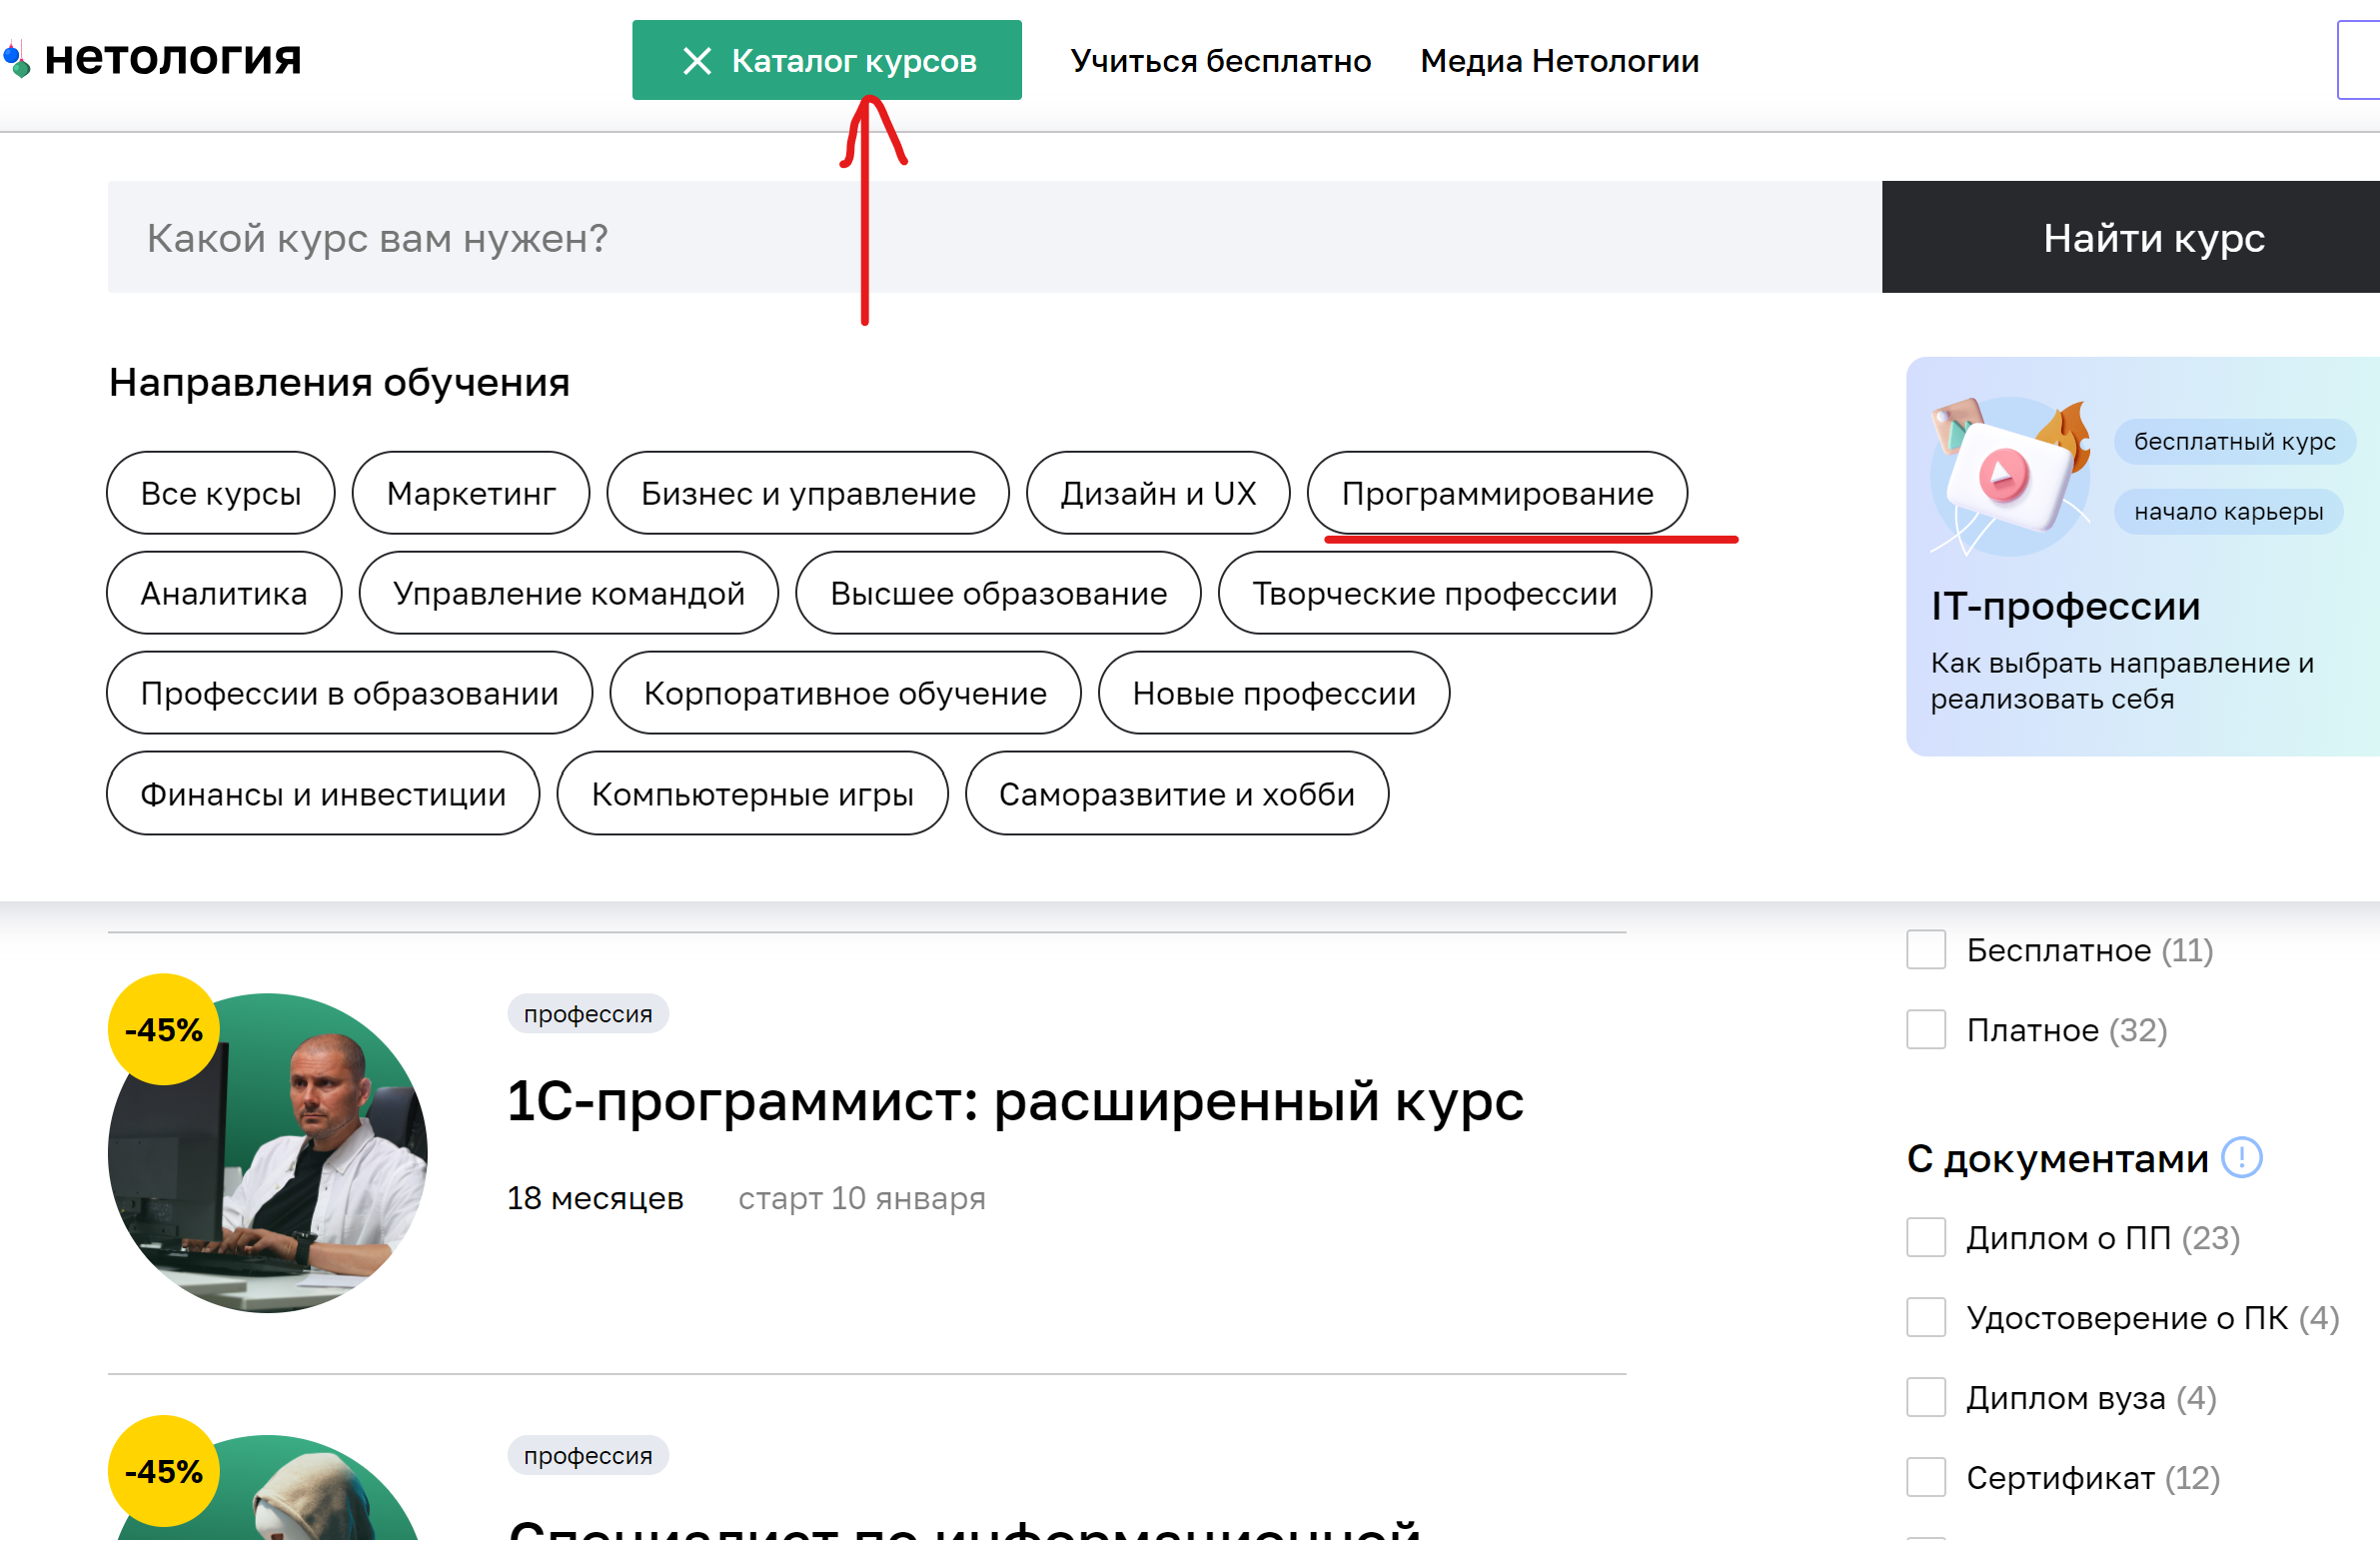 нетология
Каталог курсов
Учиться бесплатно
Медиа Нетологии
Какой курс вам нужен?
Найти курс
Направления обучения
Все курсы
Маркетинг
Бизнес и управление
Дизайн и UX
Программирование
Аналитика
Управление командой
Высшее образование
Творческие профессии
Профессии в образовании
Корпоративное обучение
Новые профессии
Финансы и инвестиции
Компьютерные игры
Саморазвитие и хобби
бесплатный курс
начало карьеры
IT-профессии
Как выбрать направление и
реализовать себя
-45%
профессия
1С-программист: расширенный курс
18 месяцев
старт 10 января
-45%
профессия
Специалист по информационной
Бесплатное (11)
Платное (32)
С документами
Диплом о ПП (23)
Удостоверение о ПК (4)
Диплом вуза (4)
Сертификат (12)